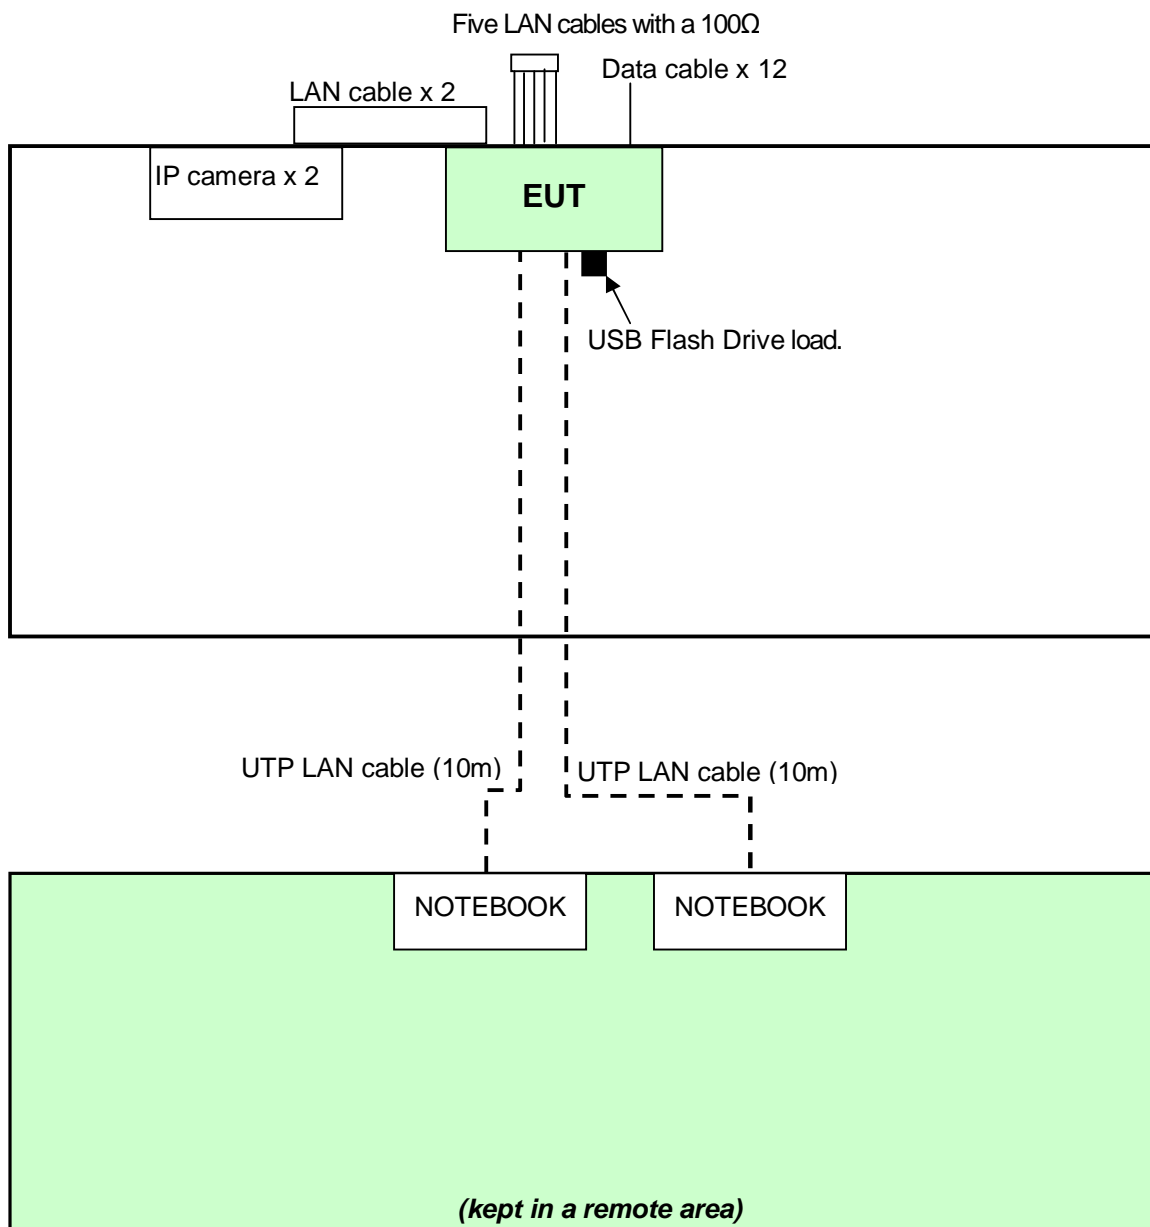 Five LAN cables with a 100Ω
Data cable x 12
LAN cable x 2
IP camera x 2
EUT
USB Flash Drive load.
UTP LAN cable (10m)
UTP LAN cable (10m)
NOTEBOOK
NOTEBOOK
(kept in a remote area)